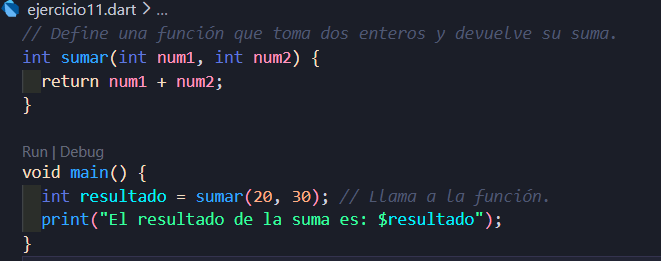 ejercicio11.dart > ...
// Define una función que toma dos enteros y devuelve su suma.
int sumar(int num1, int num2) {
  return num1 + num2;
}
Run | Debug
void main() {
  int resultado = sumar(20, 30); // Llama a la función.
  print("El resultado de la suma es: $resultado");
}